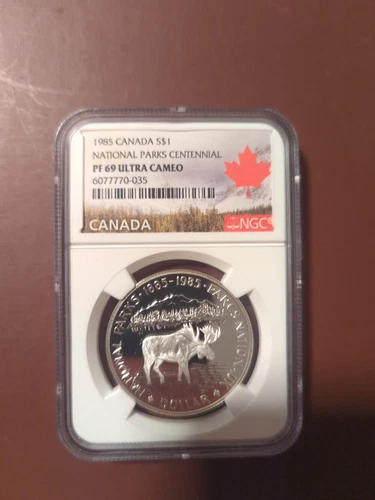 1985 CANADA S$1
NATIONAL PARKS CENTENNIAL
PF 69 ULTRA CAMEO
6077770-035
CANADA
NGC
NATIONAL PARKS · 1885-1985 · PARCS NATIONAUX
DOLLAR